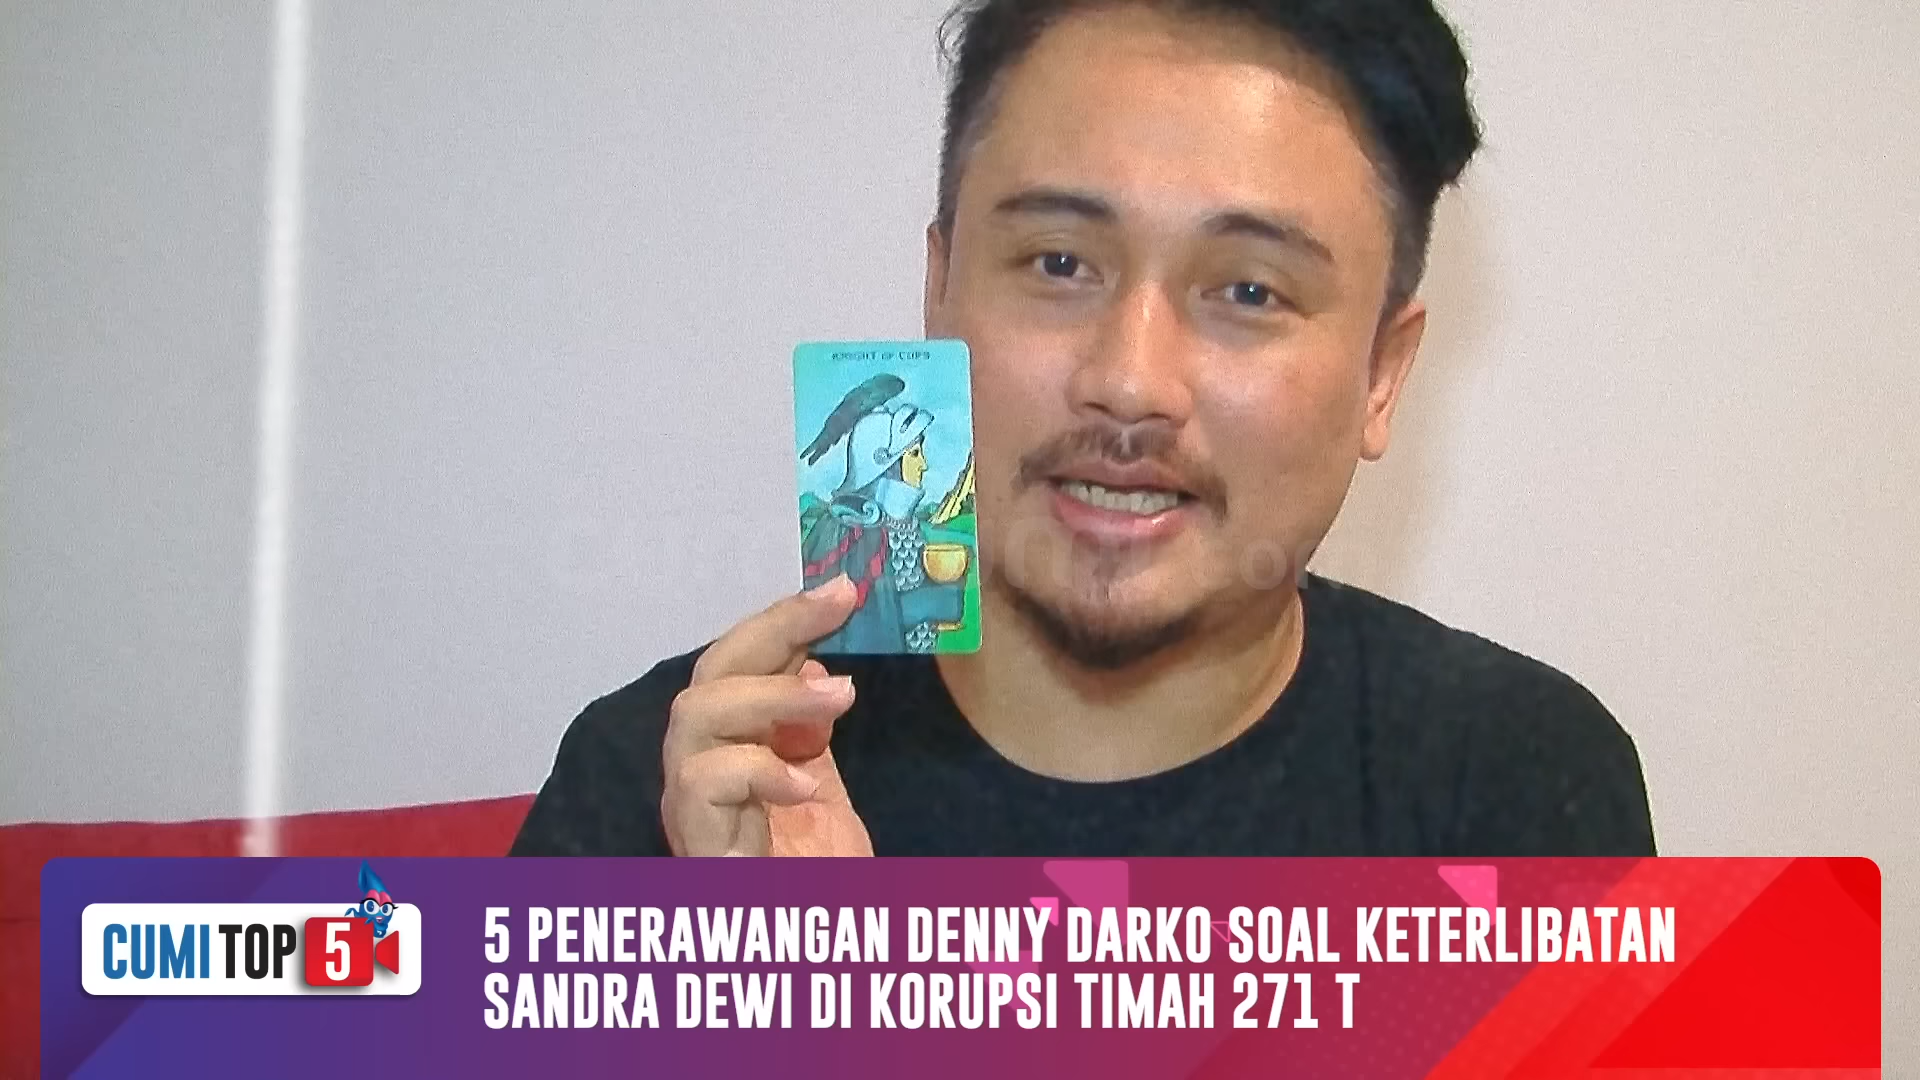 KNIGHT OF CUPS
CUMI TOP 5
5 PENERAWANGAN DENNY DARKO SOAL KETERLIBATAN
SANDRA DEWI DI KORUPSI TIMAH 271 T